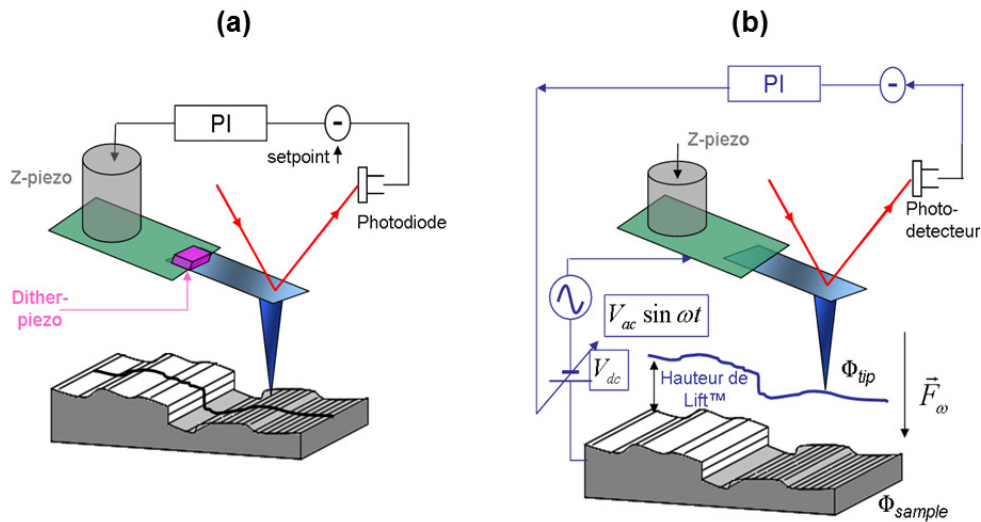 (a)
PI
-
setpoint
Z-piezo
Photodiode
Dither-
piezo
(b)
PI
-
Z-piezo
Photo-
detecteur
V_ac sin ωt
V_dc
Hauteur de
Lift™
Φ_tip
F⃗_ω
Φ_sample